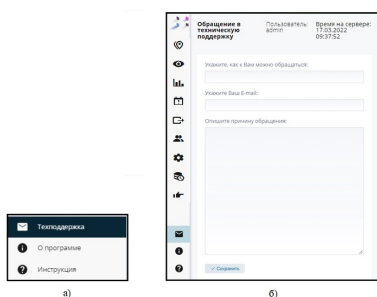 Техподдержка
О программе
Инструкция
а)
Обращение в
техническую
поддержку
Пользователь:
admin
Время на сервере:
17.03.2022
09:37:52
Укажите, как к Вам можно обращаться:
Укажите Ваш E-mail:
Опишите причину обращения:
Сохранить
б)